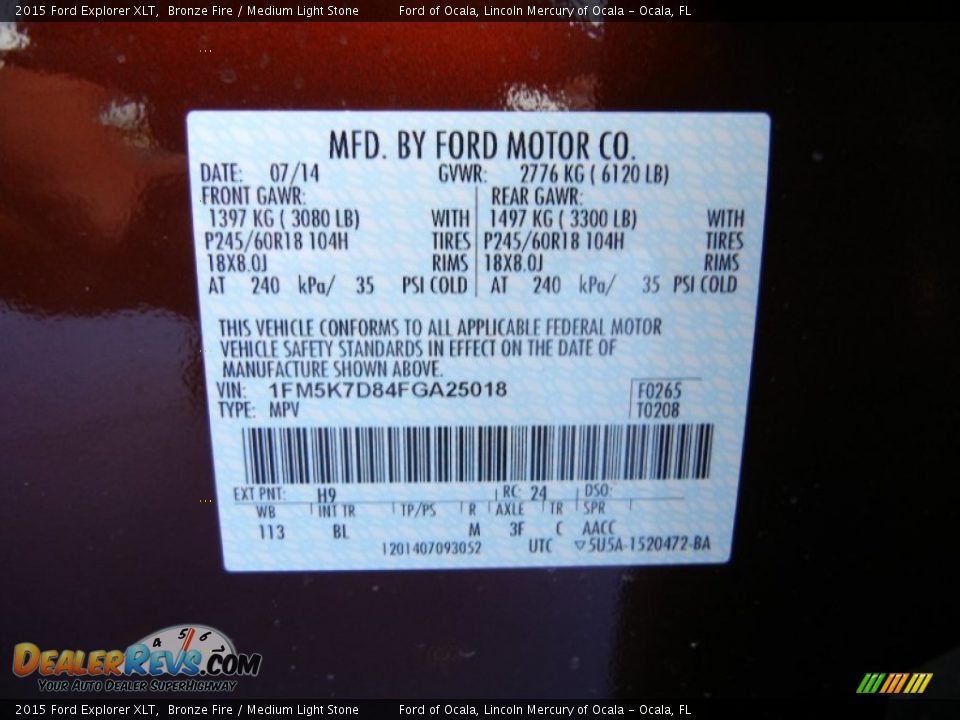 2015 Ford Explorer XLT, Bronze Fire / Medium Light Stone Ford of Ocala, Lincoln Mercury of Ocala - Ocala, FL
MFD. BY FORD MOTOR CO.
DATE: 07/14 GVWR: 2776 KG ( 6120 LB)
FRONT GAWR: REAR GAWR:
1397 KG ( 3080 LB) WITH 1497 KG ( 3300 LB) WITH
P245/60R18 104H TIRES P245/60R18 104H TIRES
18X8.0J RIMS 18X8.0J RIMS
AT 240 kPa/ 35 PSI COLD AT 240 kPa/ 35 PSI COLD
THIS VEHICLE CONFORMS TO ALL APPLICABLE FEDERAL MOTOR
VEHICLE SAFETY STANDARDS IN EFFECT ON THE DATE OF
MANUFACTURE SHOWN ABOVE.
VIN: 1FM5K7D84FGA25018 F0265
TYPE: MPV T0208
EXT PNT: H9 RC: 24 DSO:
WB INT TR TP/PS R AXLE TR SPR
113 BL M 3F C AACC
1201407093052 UTC ▽5U5A-1520472-BA
4 5 6 7
DEALERREVS.COM
Your Auto Dealer SuperHighway
2015 Ford Explorer XLT, Bronze Fire / Medium Light Stone Ford of Ocala, Lincoln Mercury of Ocala - Ocala, FL